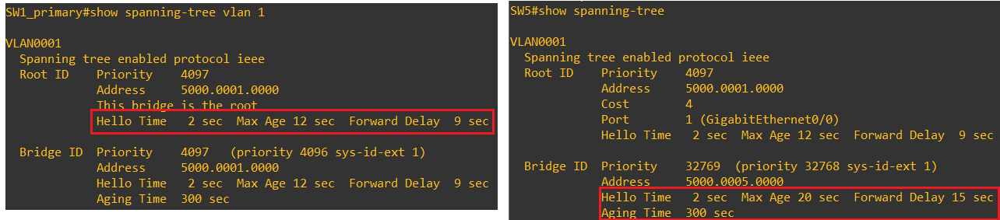 SW1_primary#show spanning-tree vlan 1
VLAN0001
Spanning tree enabled protocol ieee
Root ID Priority 4097
Address 5000.0001.0000
This bridge is the root
Hello Time 2 sec Max Age 12 sec Forward Delay 9 sec
Bridge ID Priority 4097 (priority 4096 sys-id-ext 1)
Address 5000.0001.0000
Hello Time 2 sec Max Age 12 sec Forward Delay 9 sec
Aging Time 300 sec
SW5#show spanning-tree
VLAN0001
Spanning tree enabled protocol ieee
Root ID Priority 4097
Address 5000.0001.0000
Cost 4
Port 1 (GigabitEthernet0/0)
Hello Time 2 sec Max Age 12 sec Forward Delay 9 sec
Bridge ID Priority 32769 (priority 32768 sys-id-ext 1)
Address 5000.0005.0000
Hello Time 2 sec Max Age 20 sec Forward Delay 15 sec
Aging Time 300 sec